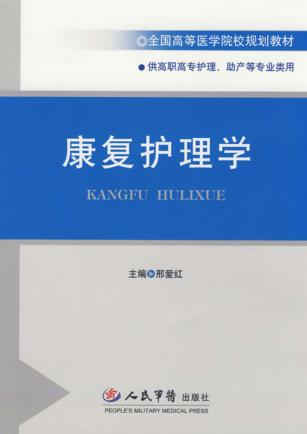 全国高等医学院校规划教材
供高职高专护理、助产等专业类用
康复护理学
KANGFU HULIXUE
主编 邢爱红
人民军医出版社
PEOPLE'S MILITARY MEDICAL PRESS